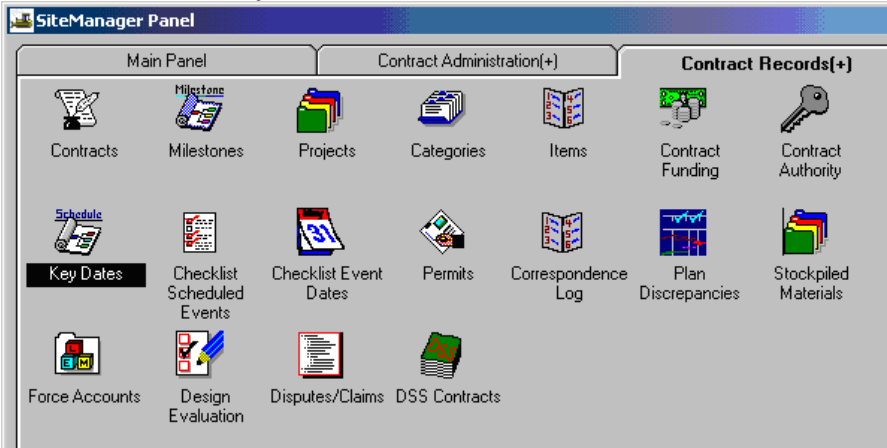 SiteManager Panel
Main Panel
Contract Administration(+)
Contract Records(+)
Milestone
Contracts
Milestones
Projects
Categories
Items
Contract
Funding
Contract
Authority
Schedule
31
Key Dates
Checklist
Scheduled
Events
Checklist Event
Dates
Permits
Correspondence
Log
Plan
Discrepancies
Stockpiled
Materials
L
E M
DSS
Force Accounts
Design
Evaluation
Disputes/Claims
DSS Contracts